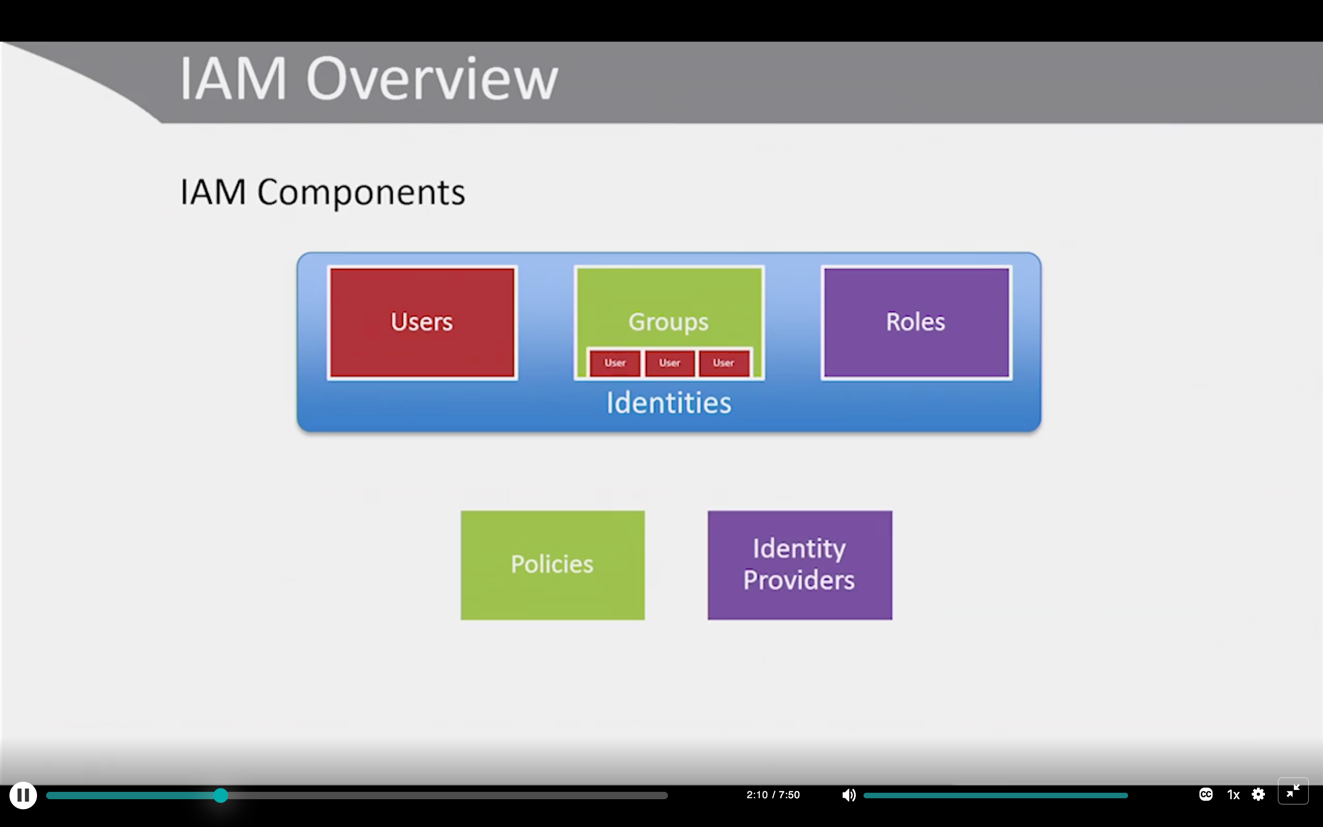 IAM Overview
IAM Components
Users
Groups
Roles
User User User
Identities
Policies
Identity
Providers
2:10 / 7:50
CC
1x